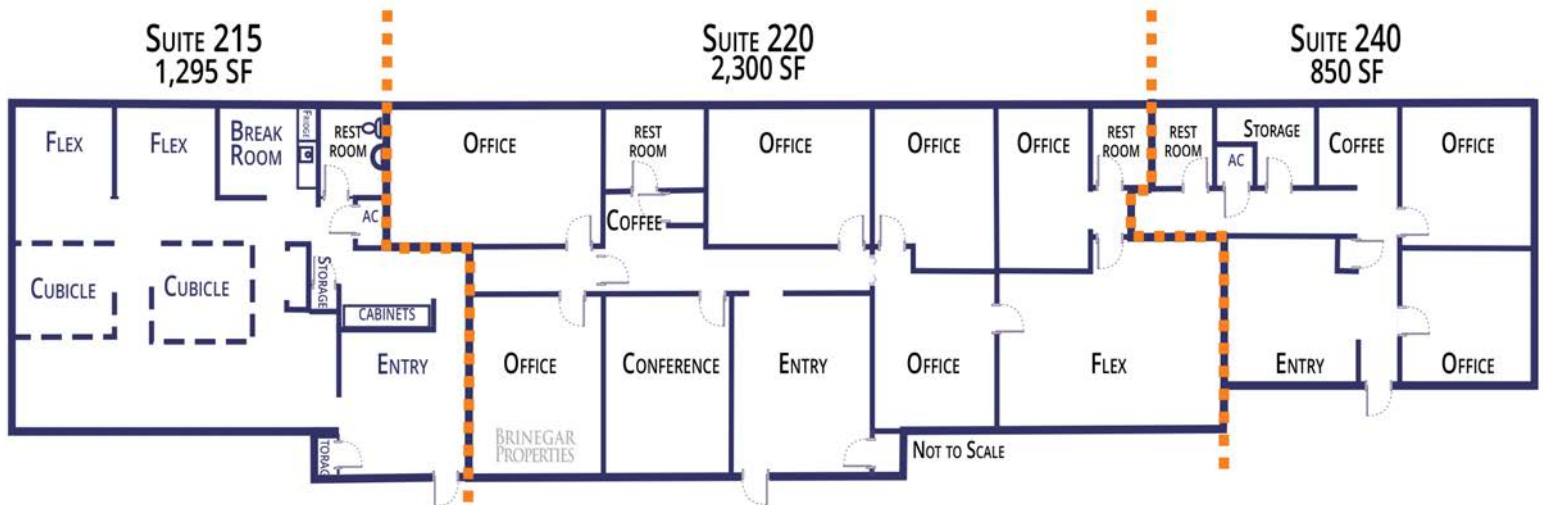 SUITE 215
1,295 SF
SUITE 220
2,300 SF
SUITE 240
850 SF
FLEX
FLEX
BREAK
ROOM
FRIDGE
REST
ROOM
OFFICE
REST
ROOM
OFFICE
OFFICE
OFFICE
REST
ROOM
REST
ROOM
STORAGE
AC
COFFEE
OFFICE
AC
COFFEE
CUBICLE
CUBICLE
STORAGE
CABINETS
ENTRY
OFFICE
CONFERENCE
ENTRY
OFFICE
FLEX
ENTRY
OFFICE
BRINEGAR
PROPERTIES
NOT TO SCALE
TORAG